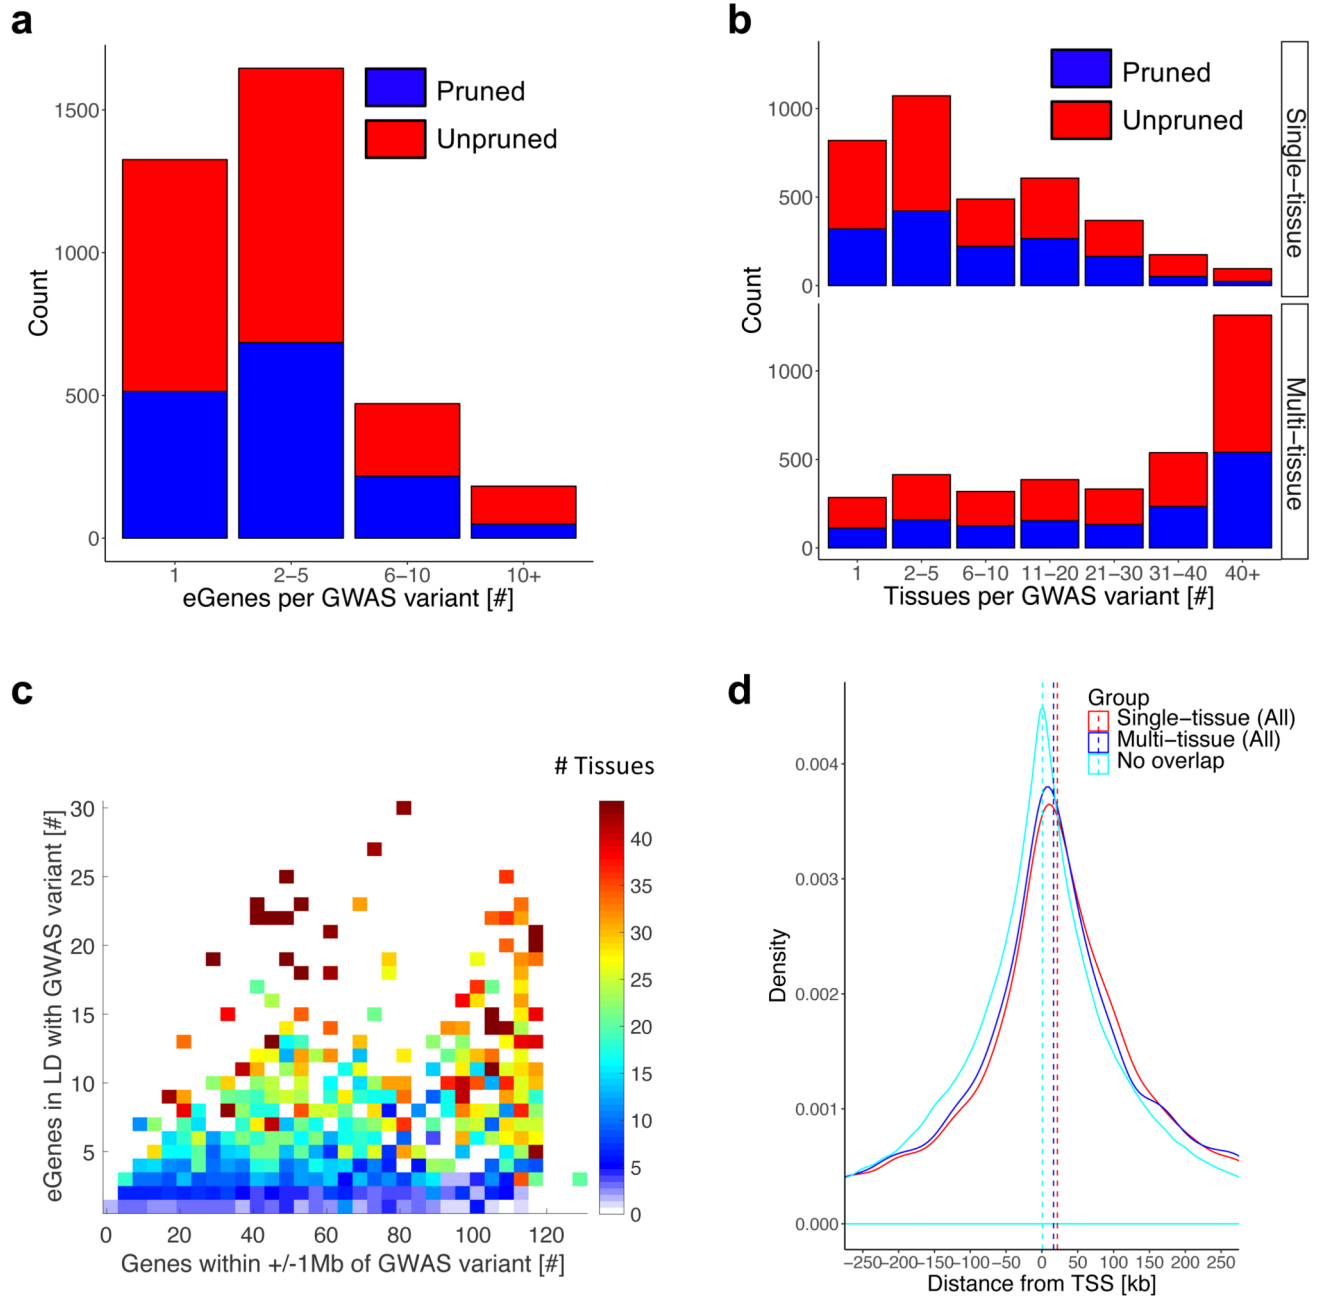 a
1500
1000
500
0
Count
Pruned
Unpruned
1 2–5 6–10 10+
eGenes per GWAS variant [#]
b
1000
500
0
1000
500
0
Count
Pruned
Unpruned
Single–tissue
Multi–tissue
1 2–5 6–10 11–20 21–30 31–40 40+
Tissues per GWAS variant [#]
c
# Tissues
30
25
20
15
10
5
eGenes in LD with GWAS variant [#]
0 20 40 60 80 100 120
Genes within +/-1Mb of GWAS variant [#]
40
35
30
25
20
15
10
5
0
d
Group
Single–tissue (All)
Multi–tissue (All)
No overlap
0.004
0.003
0.002
0.001
0.000
Density
−250 −200 −150 −100 −50 0 50 100 150 200 250
Distance from TSS [kb]